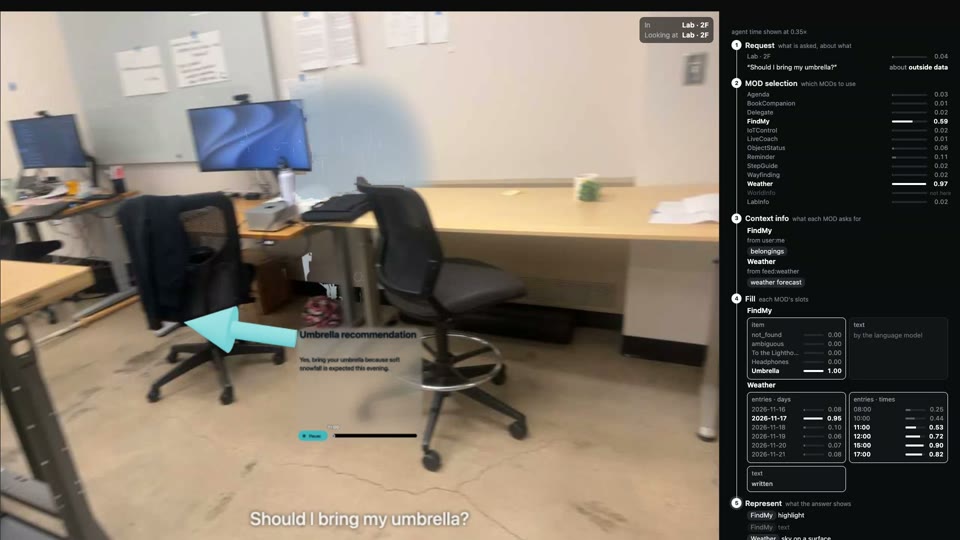 In Lab · 2F
Looking at Lab · 2F
Umbrella recommendation
Yes, bring your umbrella because soft
snowfall is expected this evening.
Pause
Should I bring my umbrella?
agent time shown at 0.35×
1 Request what is asked, about what
Lab · 2F 0.04
"Should I bring my umbrella?" about outside data
2 MOD selection which MODs to use
Agenda 0.03
BookCompanion 0.01
Delegate 0.02
FindMy 0.59
IoTControl 0.02
LiveCoach 0.01
ObjectStatus 0.06
Reminder 0.11
StepGuide 0.02
Wayfinding 0.02
Weather 0.97
WorldInfo not here
LabInfo 0.02
3 Context info what each MOD asks for
FindMy
from user:me
belongings
Weather
from feed:weather
weather forecast
4 Fill each MOD's slots
FindMy
item
not_found 0.00
ambiguous 0.00
To the Lightho... 0.00
Headphones 0.00
Umbrella 1.00
text
by the language model
Weather
entries · days
2026-11-16 0.06
2026-11-17 0.95
2026-11-18 0.10
2026-11-19 0.06
2026-11-20 0.07
2026-11-21 0.08
entries · times
08:00 0.25
10:00 0.44
11:00 0.53
12:00 0.72
15:00 0.90
17:00 0.82
text
written
5 Represent what the answer shows
FindMy highlight
FindMy text
Weather sky on a surface